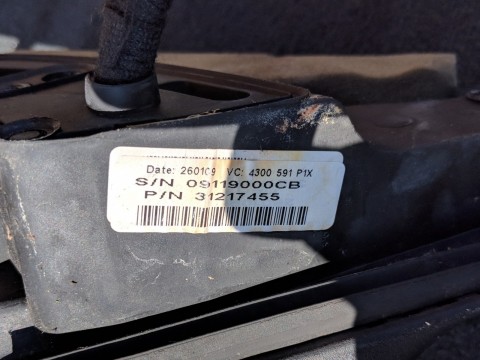 Date: 260109 VC: 4300 591 P1X
S/N 09119000CB
P/N 31217455